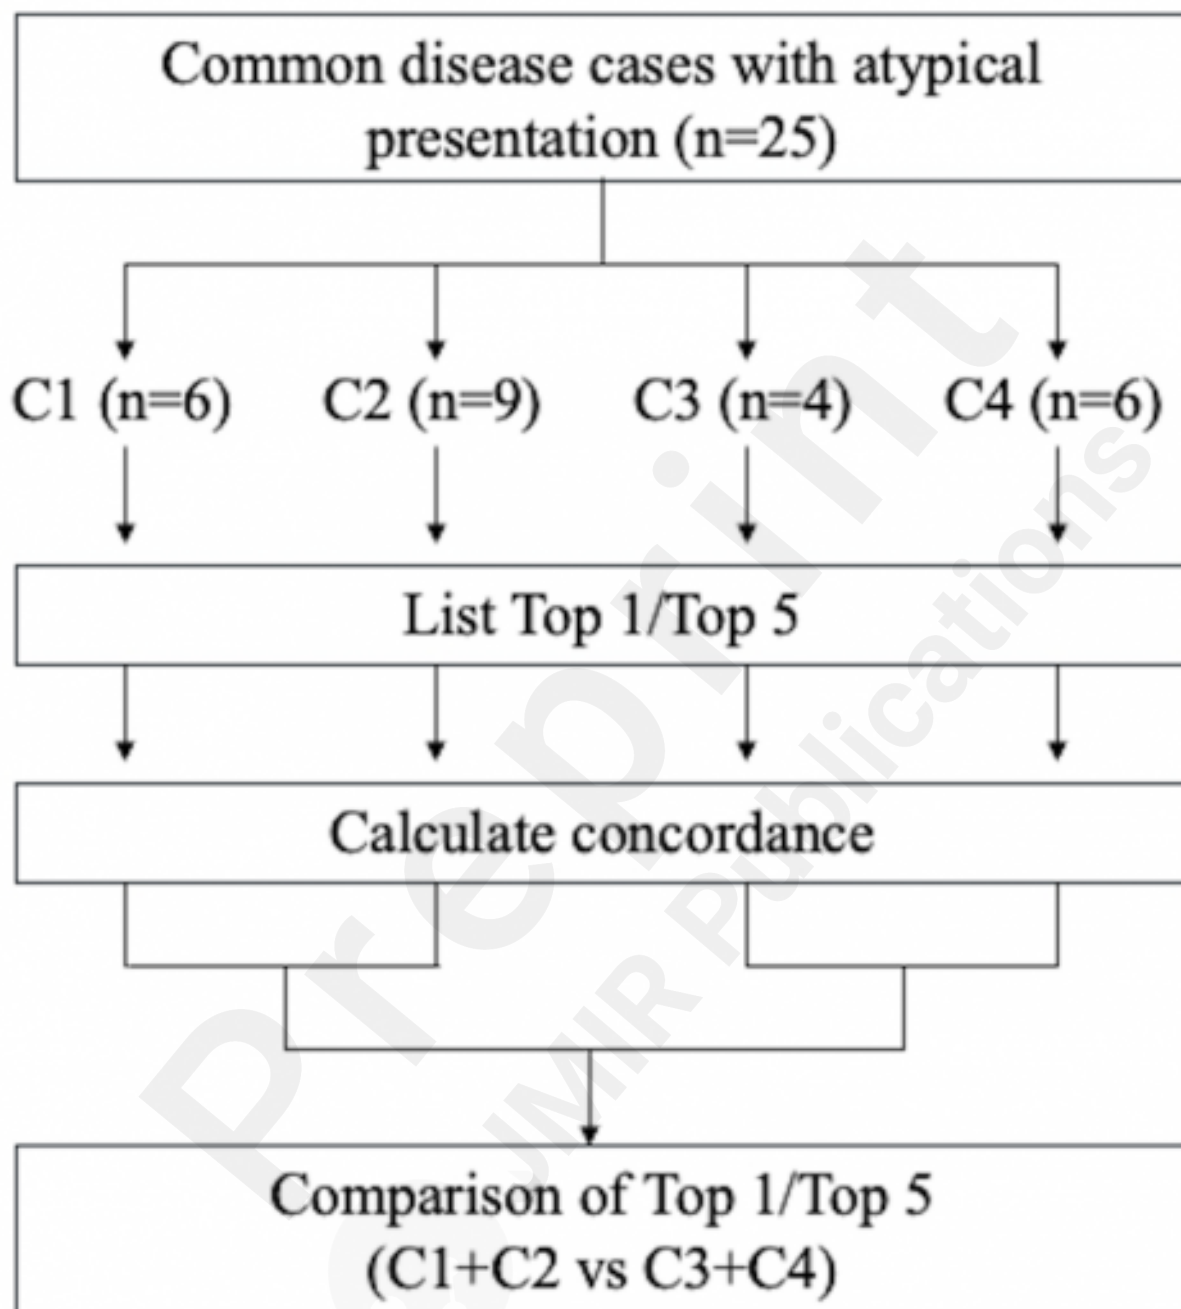 Common disease cases with atypical
presentation (n=25)
C1 (n=6) C2 (n=9) C3 (n=4) C4 (n=6)
List Top 1/Top 5
Calculate concordance
Comparison of Top 1/Top 5
(C1+C2 vs C3+C4)
Preprint
JMIR Publications